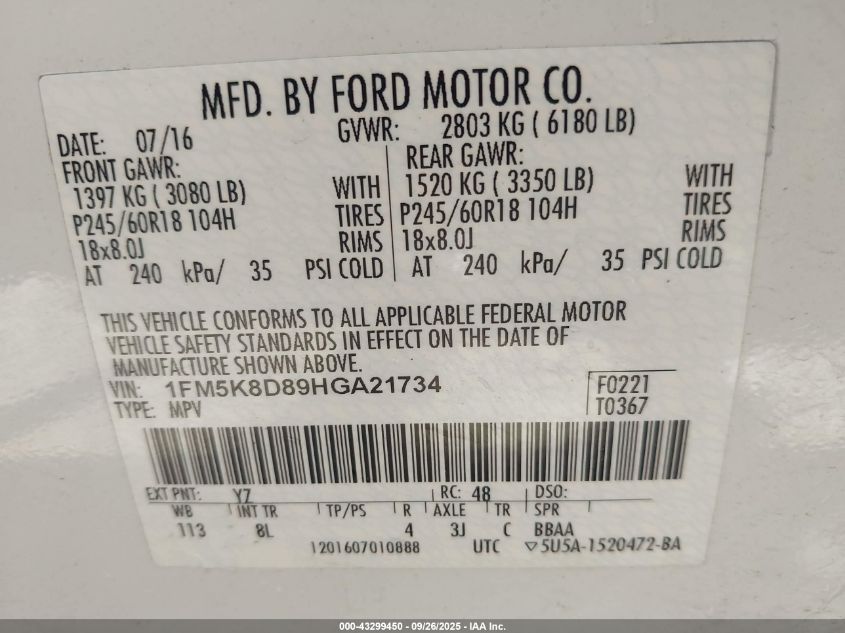 MFD. BY FORD MOTOR CO.
DATE: 07/16 GVWR: 2803 KG ( 6180 LB)
FRONT GAWR: REAR GAWR:
1397 KG ( 3080 LB) WITH 1520 KG ( 3350 LB) WITH
P245/60R18 104H TIRES P245/60R18 104H TIRES
18x8.0J RIMS 18x8.0J RIMS
AT 240 kPa/ 35 PSI COLD AT 240 kPa/ 35 PSI COLD
THIS VEHICLE CONFORMS TO ALL APPLICABLE FEDERAL MOTOR
VEHICLE SAFETY STANDARDS IN EFFECT ON THE DATE OF
MANUFACTURE SHOWN ABOVE.
VIN: 1FM5K8D89HGA21734 F0221
TYPE: MPV T0367
EXT PNT: YZ RC: 48 DSO:
WB INT TR TP/PS R AXLE TR SPR
113 8L 4 3J C BBAA
1201607010888 UTC ▽5U5A-1520472-BA
000-43299450 - 09/26/2025 - IAA Inc.